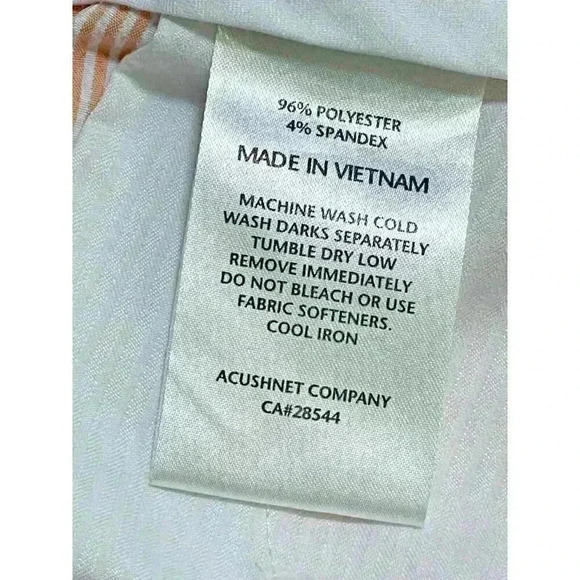 96% POLYESTER
4% SPANDEX
MADE IN VIETNAM
MACHINE WASH COLD
WASH DARKS SEPARATELY
TUMBLE DRY LOW
REMOVE IMMEDIATELY
DO NOT BLEACH OR USE
FABRIC SOFTENERS.
COOL IRON
ACUSHNET COMPANY
CA#28544